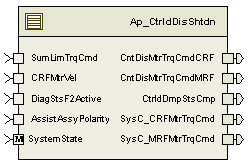 Ap_CtrldDisShtdn
SumLimTrqCmd CntDisMtrTrqCmdCRF
CRFMtrVel CntDisMtrTrqCmdMRF
DiagStsF2Active CtrldDmpStsCmp
AssistAssyPolarity SysC_CRFMtrTrqCmd
M SystemState SysC_MRFMtrTrqCmd